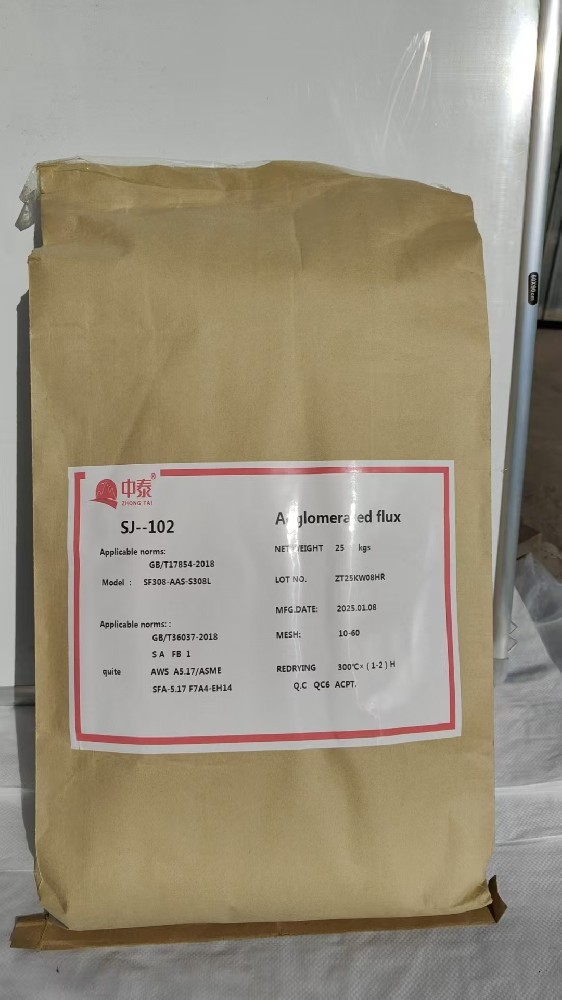 中泰®
ZHONG TAI
SJ--102
Agglomerated flux
Applicable norms:
GB/T17854-2018
Model : SF308-AAS-S308L
Applicable norms: :
GB/T36037-2018
S A FB 1
quite AWS A5.17/ASME
SFA-5.17 F7A4-EH14
NET WEIGHT 25 kgs
LOT NO. ZT25KW08HR
MFG.DATE: 2025.01.08
MESH: 10-60
REDRYING 300℃×(1-2)H
Q.C QC6 ACPT.